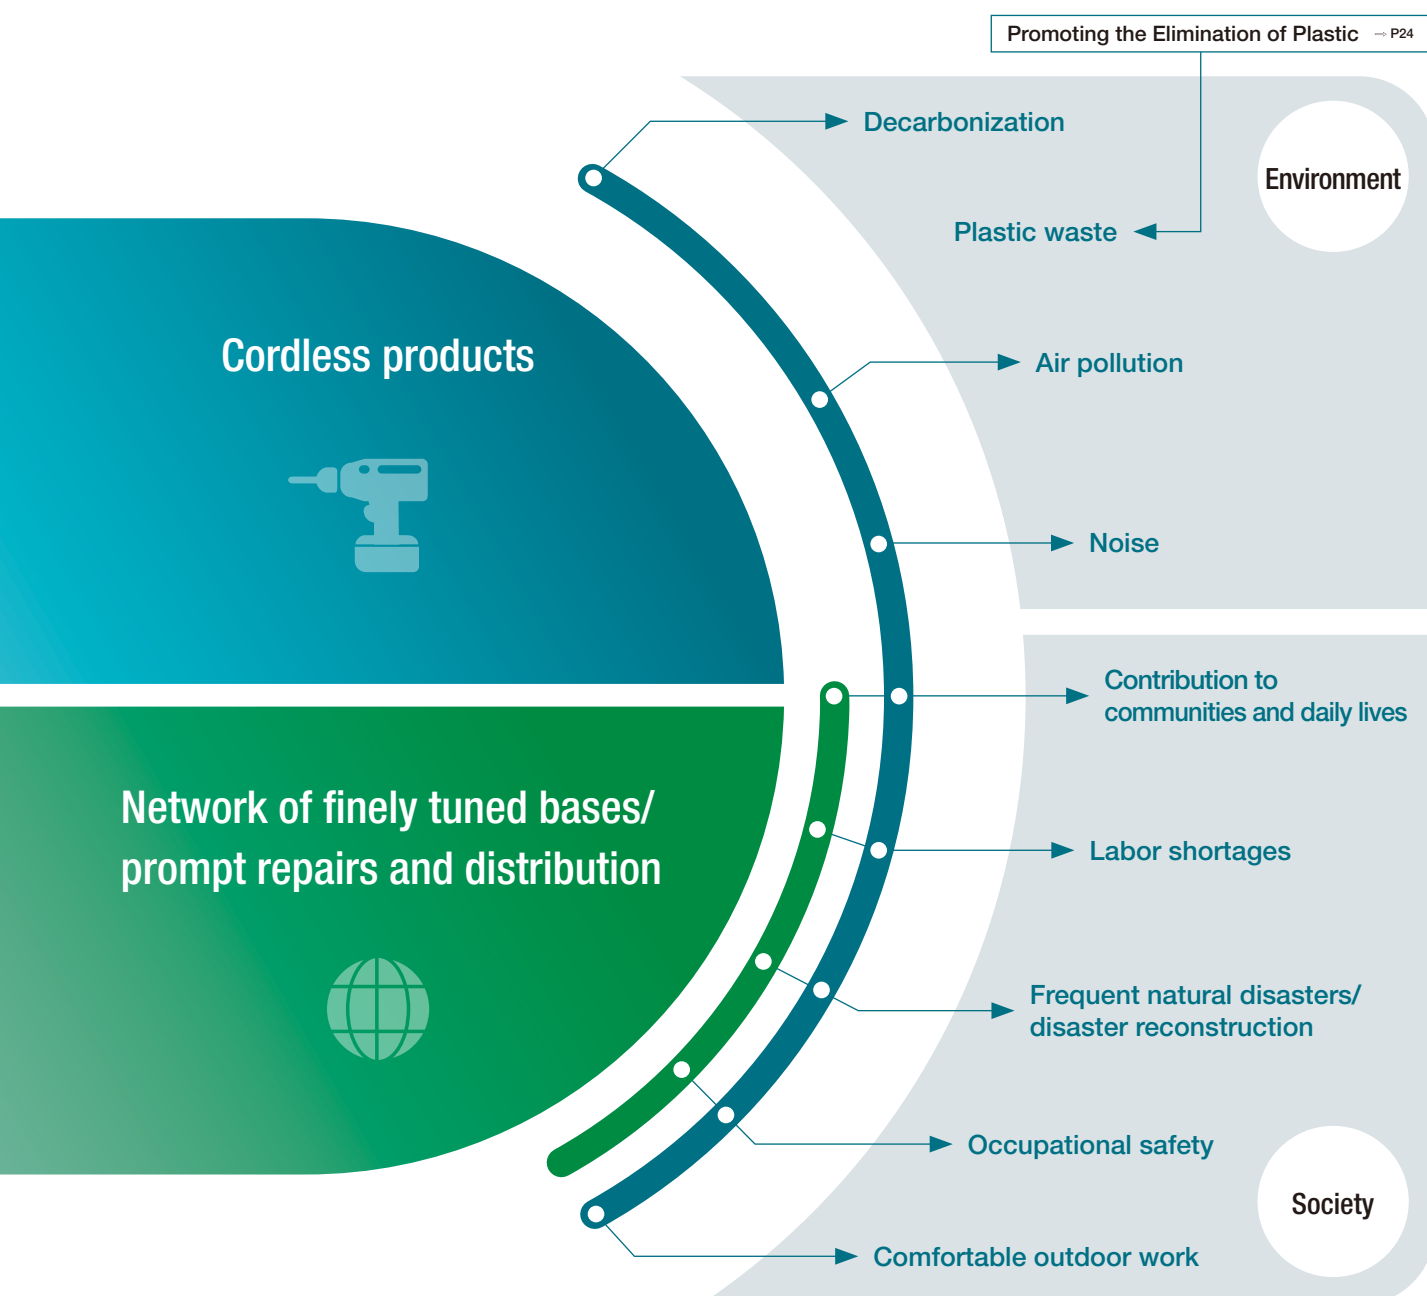 Promoting the Elimination of Plastic → P24
Decarbonization
Environment
Plastic waste
Cordless products
Air pollution
Noise
Contribution to
communities and daily lives
Network of finely tuned bases/
prompt repairs and distribution
Labor shortages
Frequent natural disasters/
disaster reconstruction
Occupational safety
Society
Comfortable outdoor work